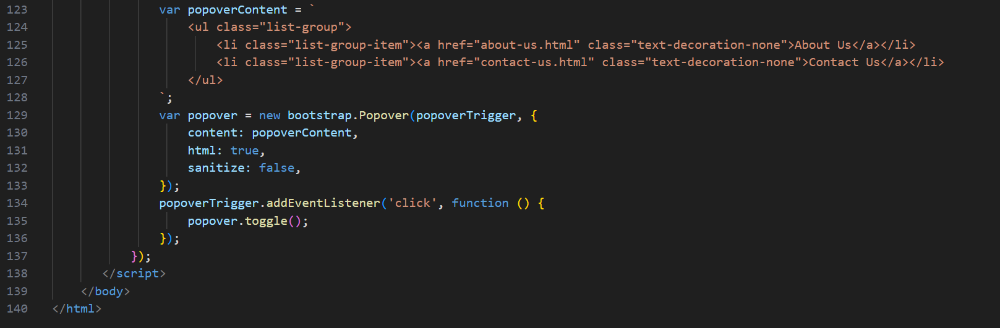 123 var popoverContent = `
124 <ul class="list-group">
125 <li class="list-group-item"><a href="about-us.html" class="text-decoration-none">About Us</a></li>
126 <li class="list-group-item"><a href="contact-us.html" class="text-decoration-none">Contact Us</a></li>
127 </ul>
128 `;
129 var popover = new bootstrap.Popover(popoverTrigger, {
130 content: popoverContent,
131 html: true,
132 sanitize: false,
133 });
134 popoverTrigger.addEventListener('click', function () {
135 popover.toggle();
136 });
137 });
138 </script>
139 </body>
140 </html>